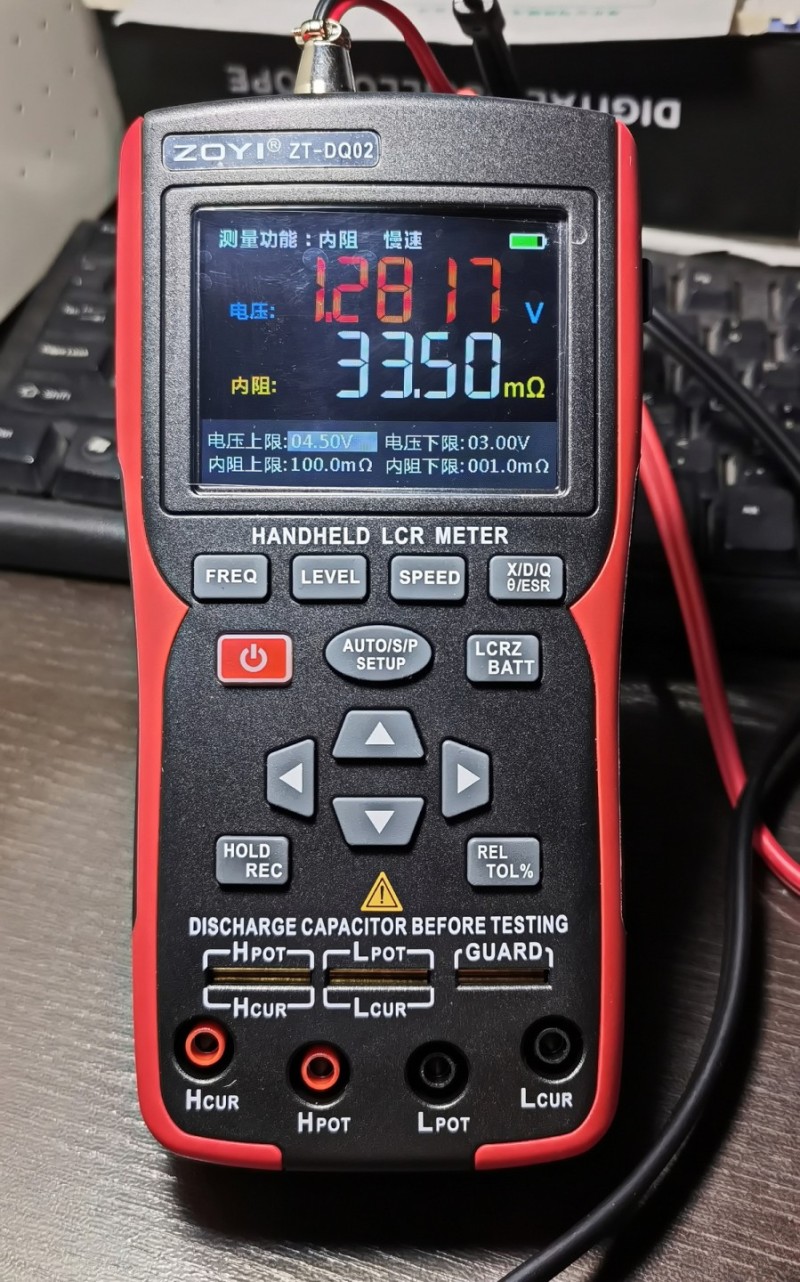 DIGITAL
ZOYI® ZT-DQ02
测量功能：内阻 慢速
电压: 1.2817 V
内阻: 33.50 mΩ
电压上限:04.50V 电压下限:03.00V
内阻上限:100.0mΩ 内阻下限:001.0mΩ
HANDHELD LCR METER
FREQ LEVEL SPEED X/D/Q
θ/ESR
AUTO/S/P
SETUP
LCRZ
BATT
HOLD
REC
REL
TOL%
DISCHARGE CAPACITOR BEFORE TESTING
HPOT LPOT GUARD
HCUR LCUR
HCUR HPOT LPOT LCUR